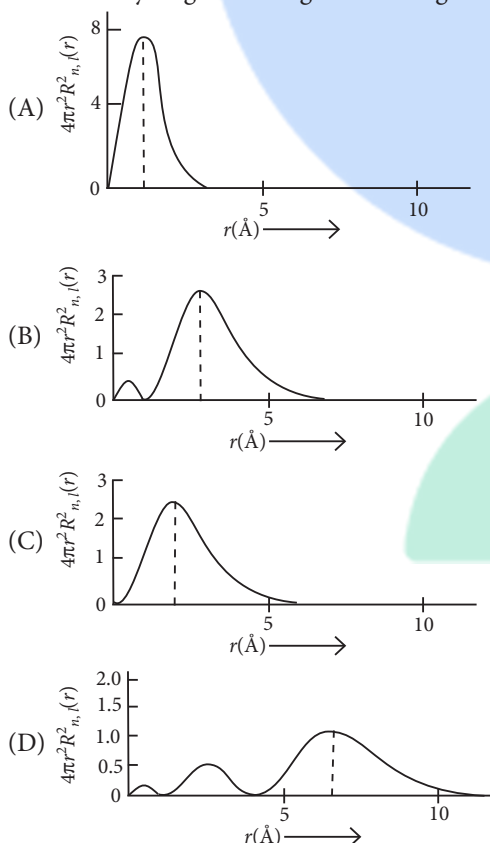 (A)
4πr²R²n, l(r)
8
4
0
5
10
r(Å)
(B)
4πr²R²n, l(r)
3
2
1
0
5
10
r(Å)
(C)
4πr²R²n, l(r)
3
2
1
0
5
10
r(Å)
(D)
4πr²R²n, l(r)
2.0
1.5
1.0
0.5
0
5
10
r(Å)